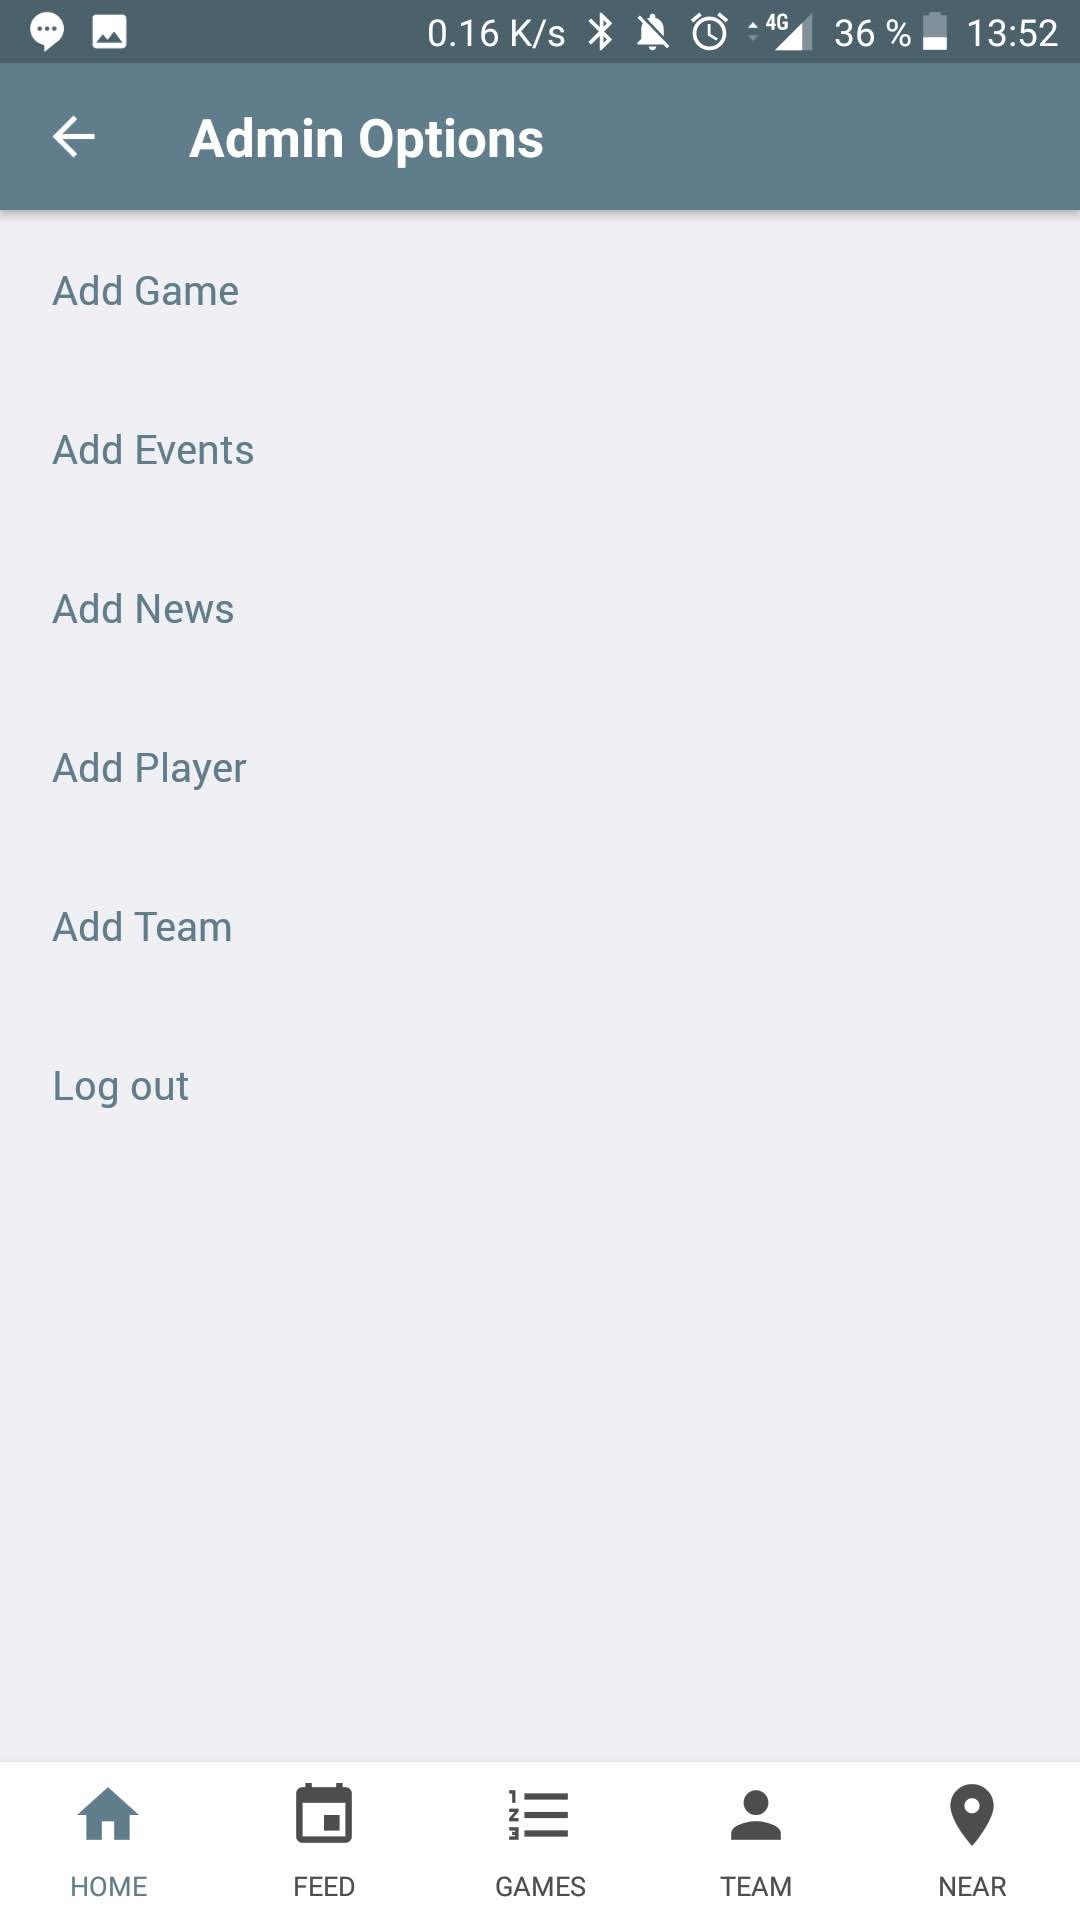 0.16 K/s 4G 36 % 13:52
Admin Options
Add Game
Add Events
Add News
Add Player
Add Team
Log out
HOME FEED GAMES TEAM NEAR